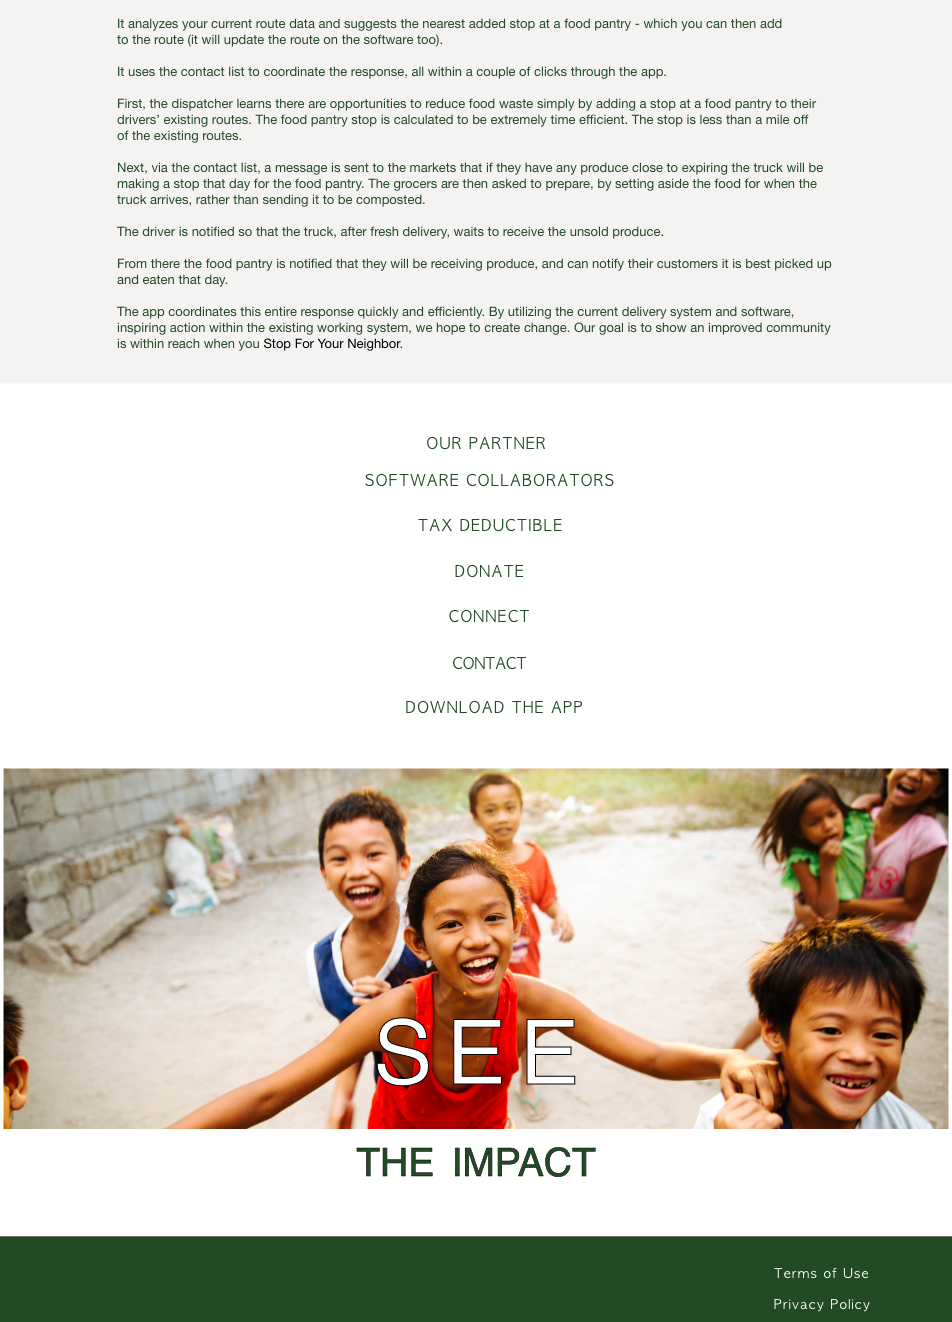 It analyzes your current route data and suggests the nearest added stop at a food pantry - which you can then add
to the route (it will update the route on the software too).
It uses the contact list to coordinate the response, all within a couple of clicks through the app.
First, the dispatcher learns there are opportunities to reduce food waste simply by adding a stop at a food pantry to their
drivers’ existing routes. The food pantry stop is calculated to be extremely time efficient. The stop is less than a mile off
of the existing routes.
Next, via the contact list, a message is sent to the markets that if they have any produce close to expiring the truck will be
making a stop that day for the food pantry. The grocers are then asked to prepare, by setting aside the food for when the
truck arrives, rather than sending it to be composted.
The driver is notified so that the truck, after fresh delivery, waits to receive the unsold produce.
From there the food pantry is notified that they will be receiving produce, and can notify their customers it is best picked up
and eaten that day.
The app coordinates this entire response quickly and efficiently. By utilizing the current delivery system and software,
inspiring action within the existing working system, we hope to create change. Our goal is to show an improved community
is within reach when you Stop For Your Neighbor.
OUR PARTNER
SOFTWARE COLLABORATORS
TAX DEDUCTIBLE
DONATE
CONNECT
CONTACT
DOWNLOAD THE APP
SEE
THE IMPACT
Terms of Use
Privacy Policy